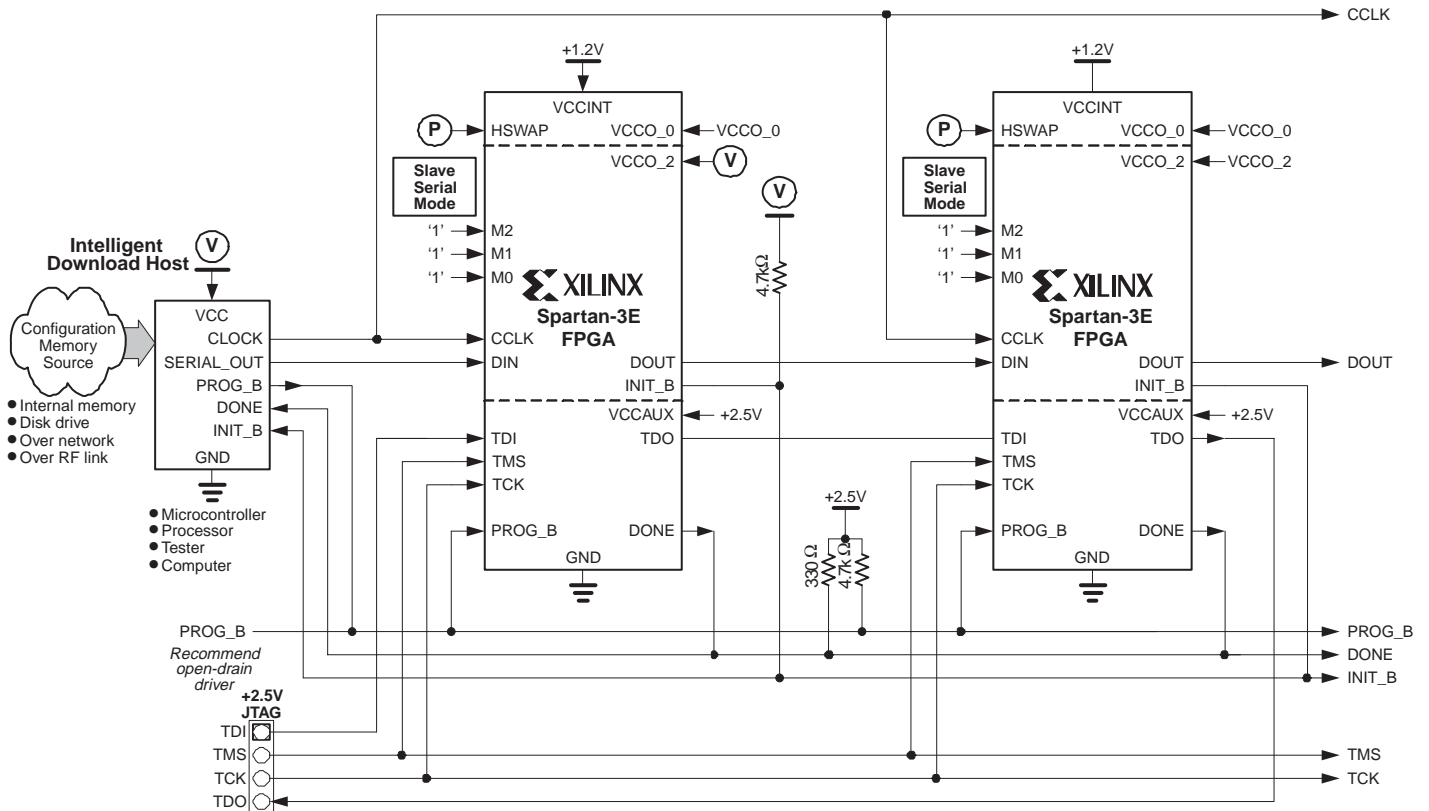 CCLK
+1.2V
+1.2V
VCCINT
VCCINT
P
HSWAP
VCCO_0
VCCO_0
P
HSWAP
VCCO_0
VCCO_0
VCCO_2
V
VCCO_2
VCCO_2
Slave
Serial
Mode
Slave
Serial
Mode
V
'1'
M2
'1'
M2
Intelligent
Download Host
V
'1'
M1
'1'
M1
'1'
M0
'1'
M0
4.7kΩ
XILINX
XILINX
Spartan-3E
FPGA
Spartan-3E
FPGA
VCC
Configuration
Memory
Source
CLOCK
CCLK
CCLK
SERIAL_OUT
DIN
DOUT
DIN
DOUT
DOUT
PROG_B
INIT_B
INIT_B
DONE
INIT_B
GND
● Internal memory
● Disk drive
● Over network
● Over RF link
VCCAUX
+2.5V
VCCAUX
+2.5V
TDI
TDO
TDI
TDO
TMS
TMS
TCK
TCK
● Microcontroller
● Processor
● Tester
● Computer
+2.5V
PROG_B
DONE
PROG_B
DONE
330 Ω
4.7k Ω
GND
GND
PROG_B
PROG_B
Recommend
open-drain
driver
DONE
INIT_B
+2.5V
JTAG
TDI
TMS
TMS
TCK
TCK
TDO